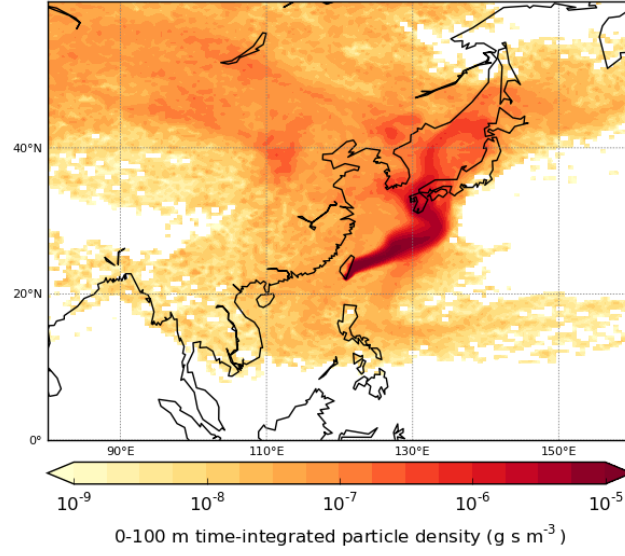 40°N
20°N
0°
90°E 110°E 130°E 150°E
10⁻⁹ 10⁻⁸ 10⁻⁷ 10⁻⁶ 10⁻⁵
0-100 m time-integrated particle density (g s m⁻³)